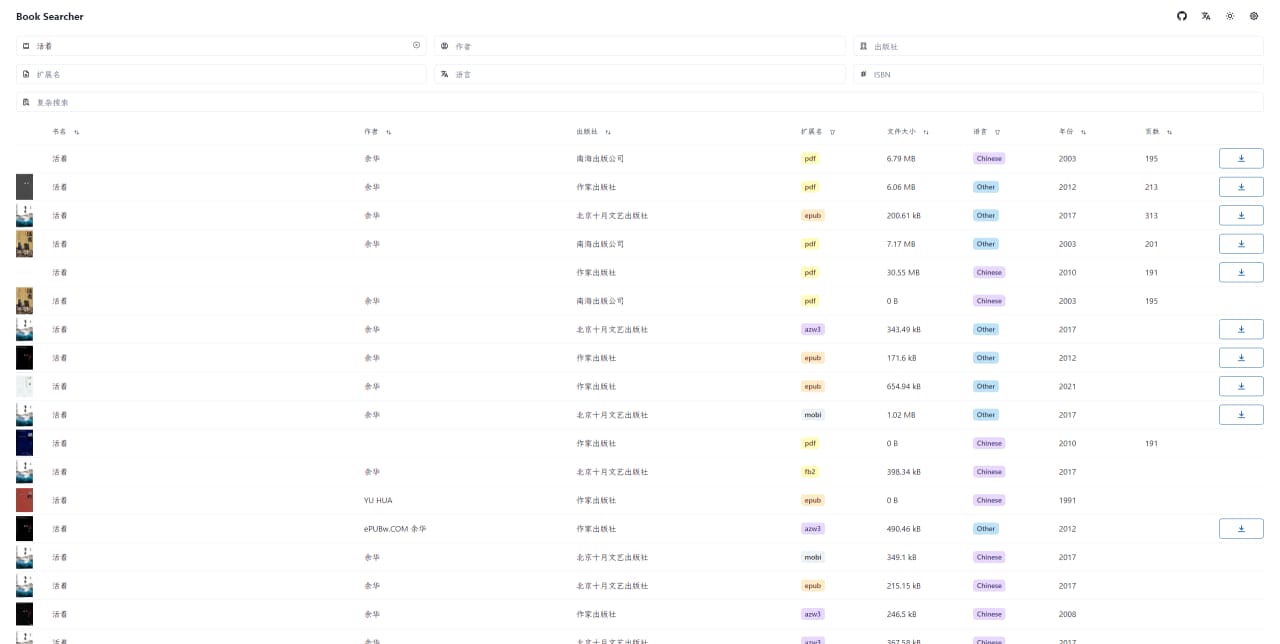 Book Searcher
活着 作者 出版社
扩展名 语言 ISBN
复杂搜索
书名 作者 出版社 扩展名 文件大小 语言 年份 页数
活着 余华 南海出版公司 pdf 6.79 MB Chinese 2003 195
活着 余华 作家出版社 pdf 6.06 MB Other 2012 213
活着 余华 北京十月文艺出版社 epub 200.61 kB Other 2017 313
活着 余华 南海出版公司 pdf 7.17 MB Other 2003 201
活着 作家出版社 pdf 30.55 MB Chinese 2010 191
活着 余华 南海出版公司 pdf 0 B Chinese 2003 195
活着 余华 北京十月文艺出版社 azw3 343.49 kB Other 2017
活着 余华 作家出版社 epub 171.6 kB Other 2012
活着 余华 作家出版社 epub 654.94 kB Other 2021
活着 余华 北京十月文艺出版社 mobi 1.02 MB Other 2017
活着 作家出版社 pdf 0 B Chinese 2010 191
活着 余华 北京十月文艺出版社 fb2 398.34 kB Chinese 2017
活着 YU HUA 作家出版社 epub 0 B Chinese 1991
活着 ePUBw.COM 余华 作家出版社 azw3 490.46 kB Other 2012
活着 余华 北京十月文艺出版社 mobi 349.1 kB Chinese 2017
活着 余华 北京十月文艺出版社 epub 215.15 kB Chinese 2017
活着 余华 作家出版社 azw3 246.5 kB Chinese 2008
活着 余华 北京十月文艺出版社 azw3 367.58 kB Chinese 2017